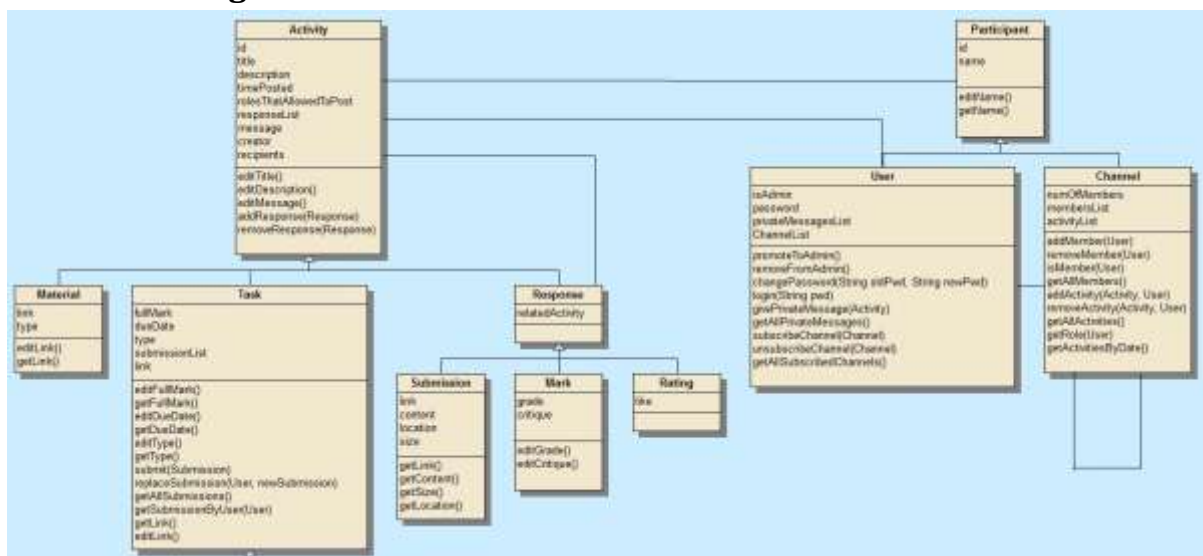 Activity
id
title
description
timePosted
rolesThatAllowedToPost
responseList
message
creator
recipients
editTitle()
editDescription()
editMessage()
addResponse(Response)
removeResponse(Response)
Participant
id
name
editName()
getName()
User
isAdmin
password
privateMessagesList
ChannelList
promoteToAdmin()
removeFromAdmin()
changePassword(String oldPwd, String newPwd)
login(String pwd)
givePrivateMessage(Activity)
getAllPrivateMessages()
subscribeChannel(Channel)
unsubscribeChannel(Channel)
getAllSubscribedChannels()
Channel
numOfMembers
membersList
activityList
addMember(User)
removeMember(User)
isMember(User)
getAllMembers()
addActivity(Activity, User)
removeActivity(Activity, User)
getAllActivities()
getRole(User)
getActivitiesByDate()
Material
link
type
editLink()
getLink()
Task
fullMark
dueDate
type
submissionList
link
editFullMark()
getFullMark()
editDueDate()
getDueDate()
editType()
getType()
submit(Submission)
replaceSubmission(User, newSubmission)
getAllSubmissions()
getSubmissionByUser(User)
getLink()
editLink()
Response
relatedActivity
Submission
link
content
location
size
getLink()
getContent()
getSize()
getLocation()
Mark
grade
critique
editGrade()
editCritique()
Rating
like